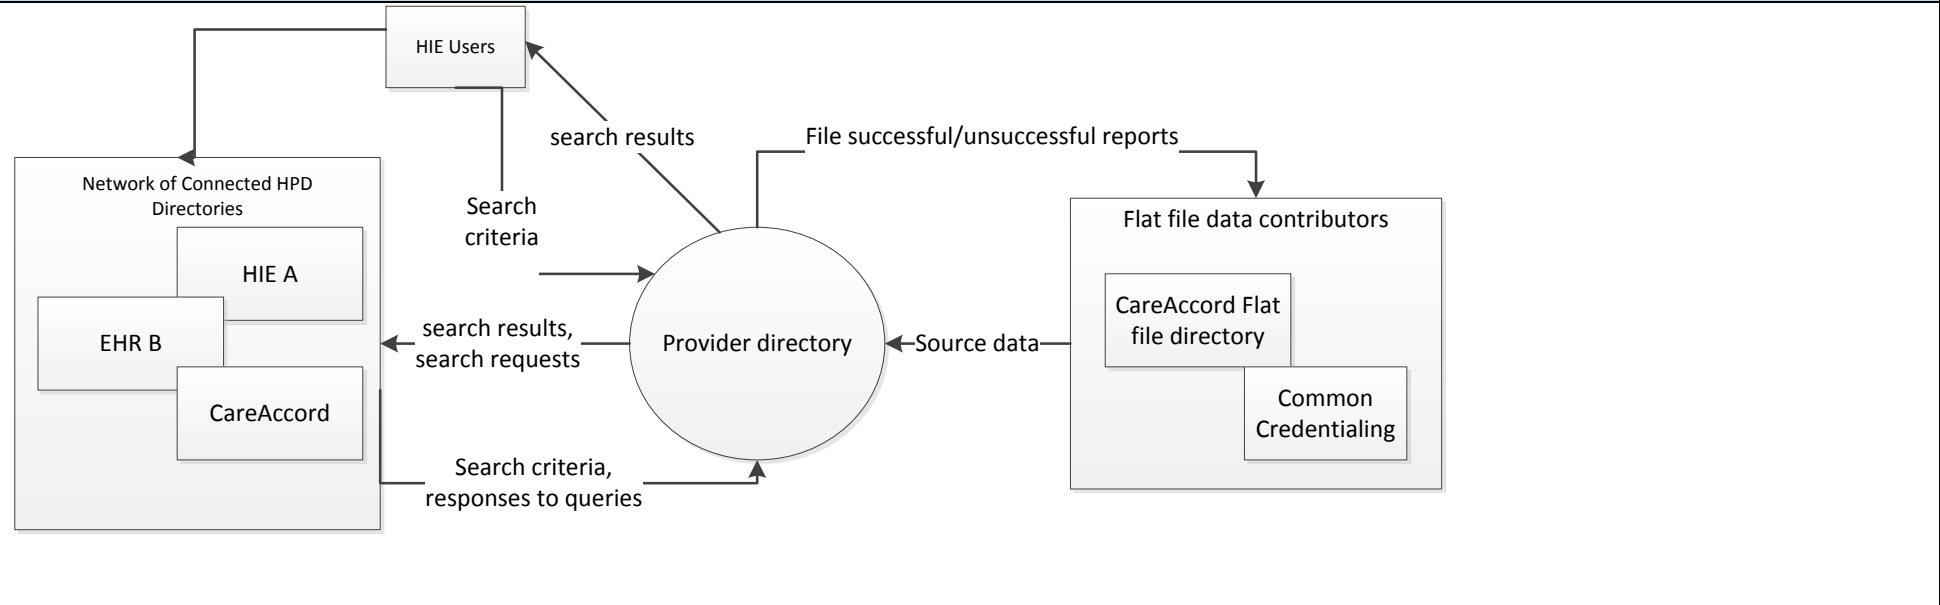 HIE Users
search results
File successful/unsuccessful reports
Network of Connected HPD
Directories
Search
criteria
Flat file data contributors
HIE A
CareAccord Flat
file directory
EHR B
search results,
search requests
Provider directory
Source data
CareAccord
Common
Credentialing
Search criteria,
responses to queries